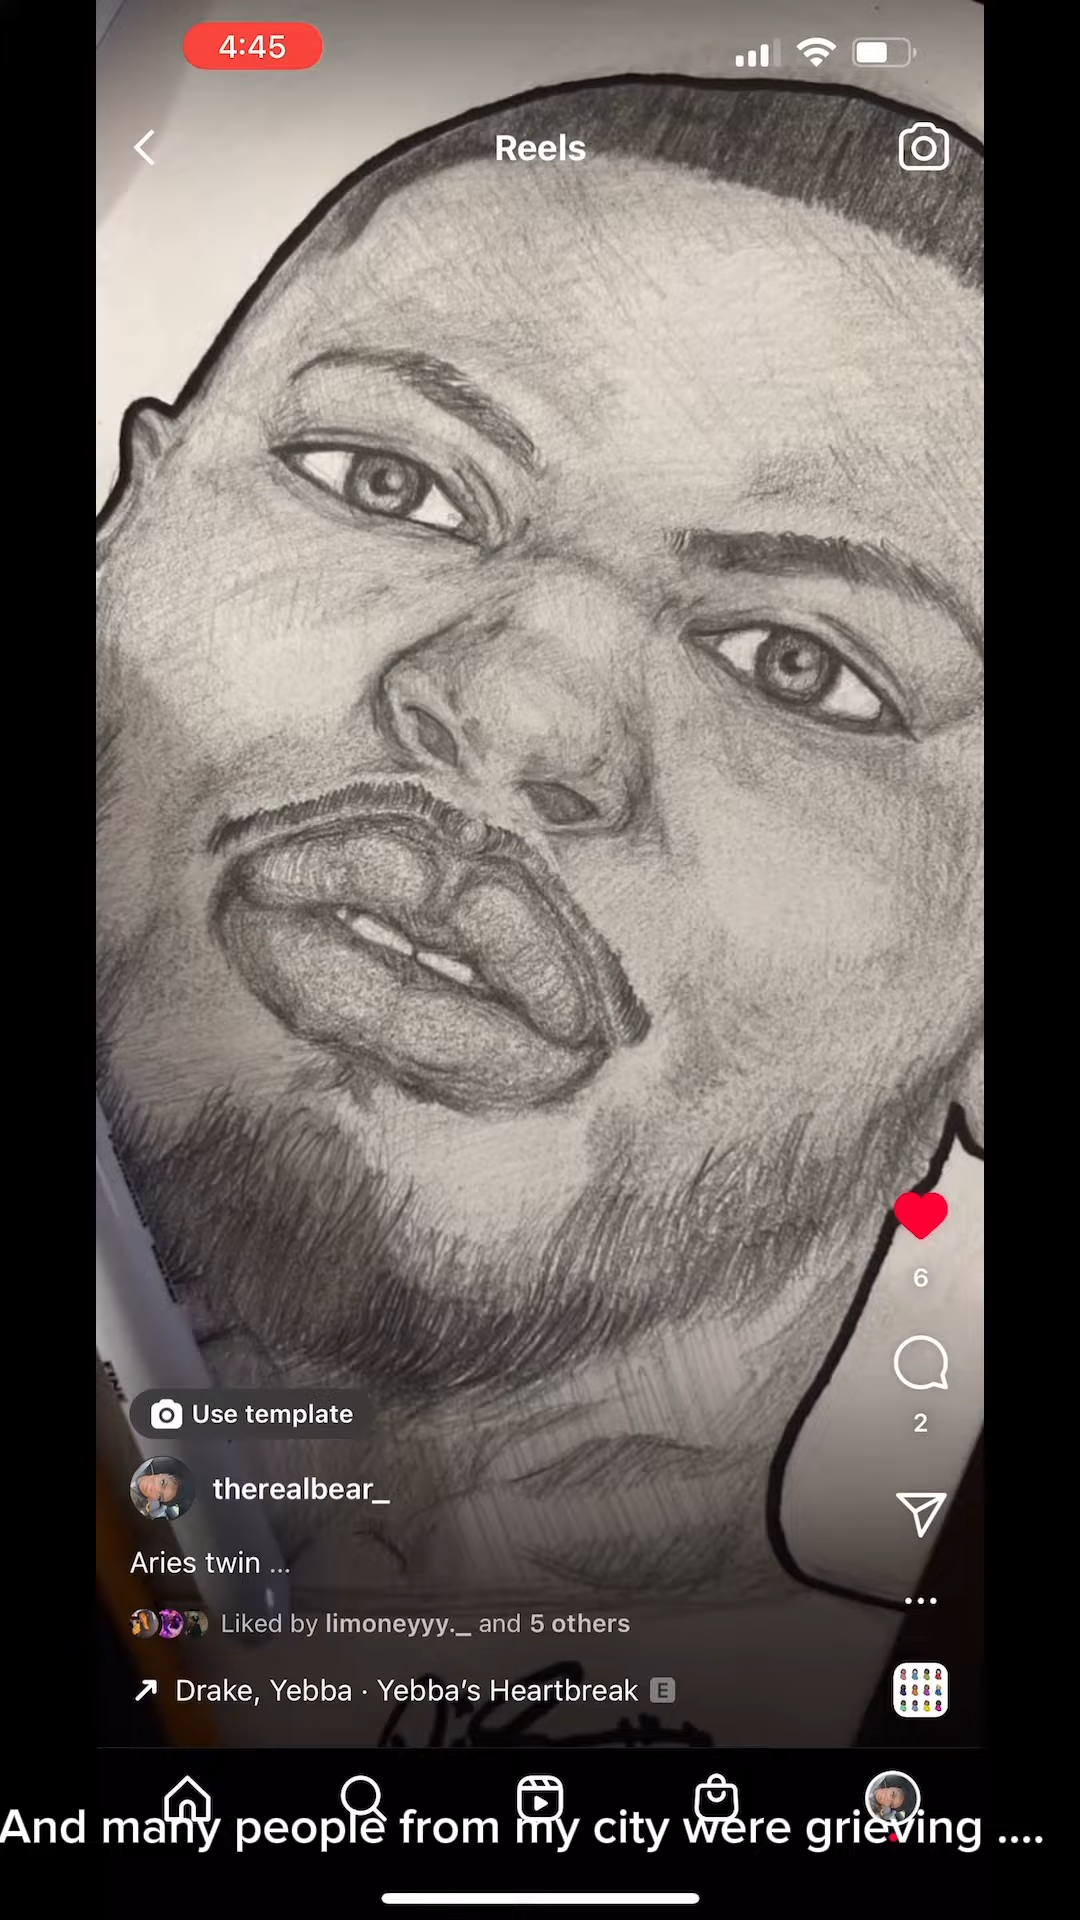 4:45
Reels
6
2
Use template
therealbear_
Aries twin ...
Liked by limoneyyy._ and 5 others
Drake, Yebba · Yebba's Heartbreak E
And many people from my city were grieving ....